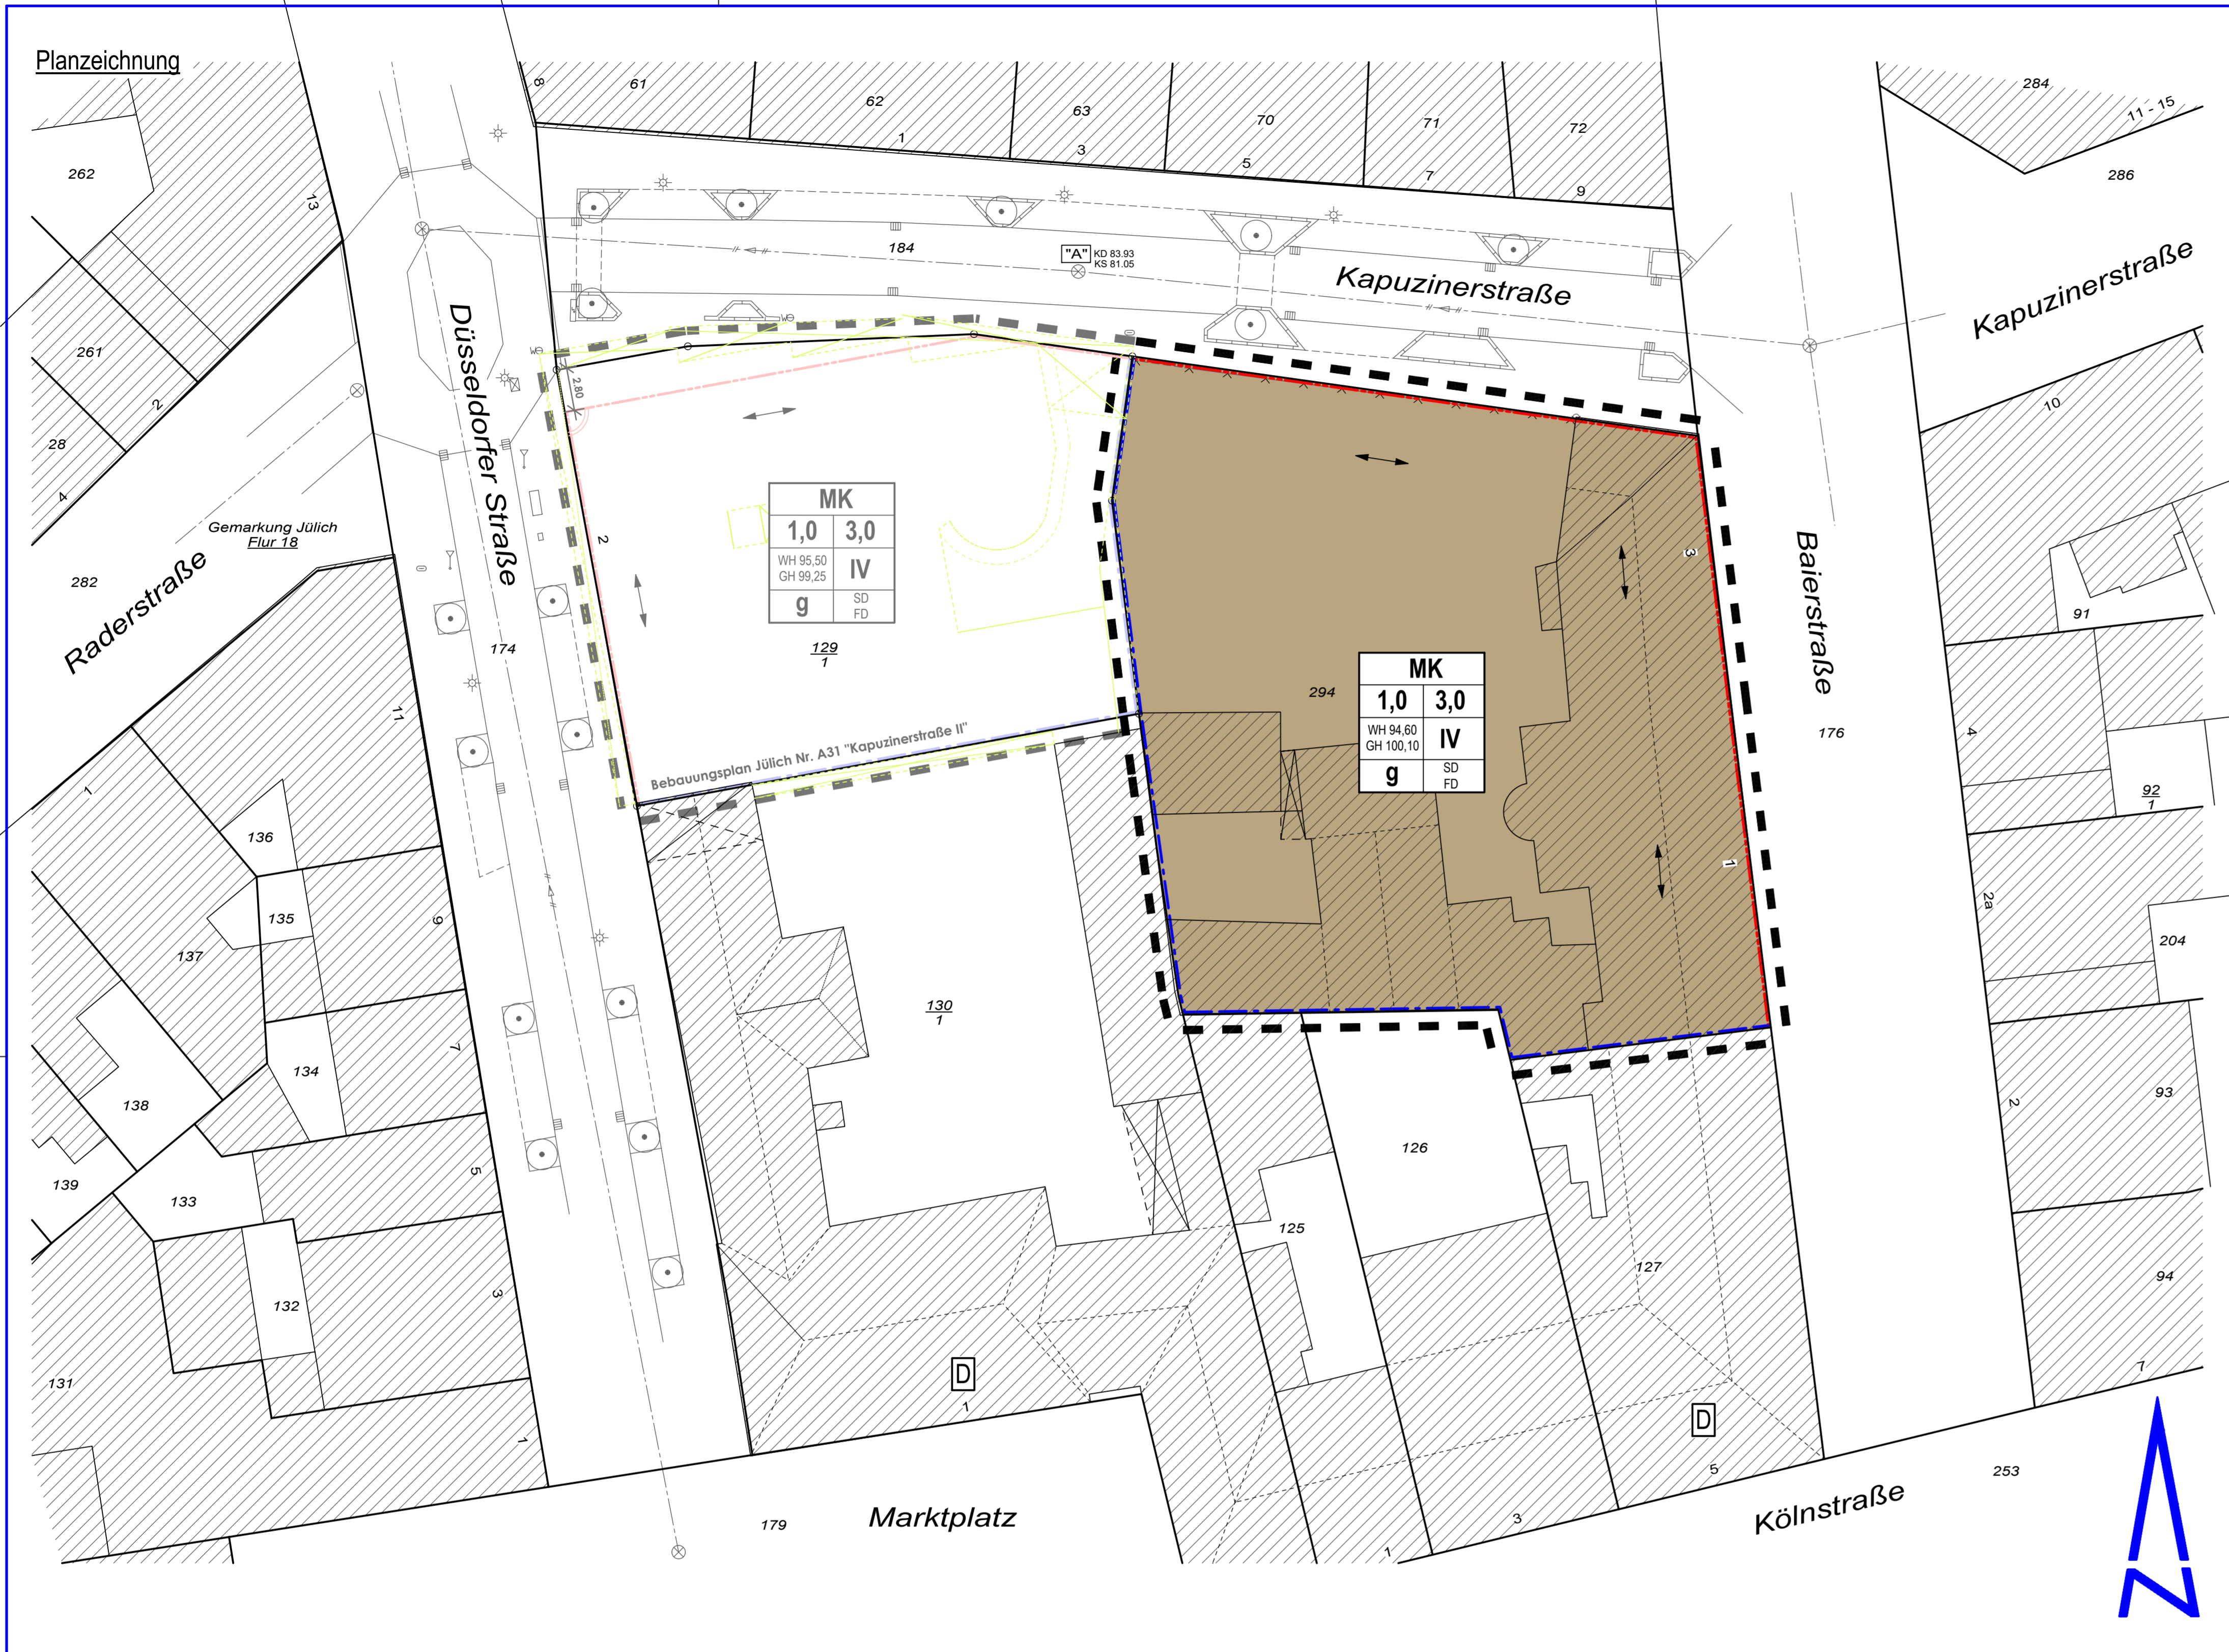 Planzeichnung
8
61
62
63
70
71
72
284
11 - 15
262
13
1
3
5
7
9
286
184
"A" KD 83.93
KS 81.05
Kapuzinerstraße
Kapuzinerstraße
261
2
28
4
Düsseldorfer Straße
2.80
10
Gemarkung Jülich
Flur 18
282
Raderstraße
174
2
MK
1,0 3,0
WH 95,50
GH 99,25
IV
g
SD
FD
129
1
Bebauungsplan Jülich Nr. A31 "Kapuzinerstraße II"
294
MK
1,0 3,0
WH 94,60
GH 100,10
IV
g
SD
FD
3
1
Baierstraße
176
91
4
92
1
2a
204
2
93
94
7
11
1
136
135
137
9
134
7
138
139
133
5
132
3
131
1
130
1
126
125
127
D
1
D
5
3
1
179
Marktplatz
Kölnstraße
253
N